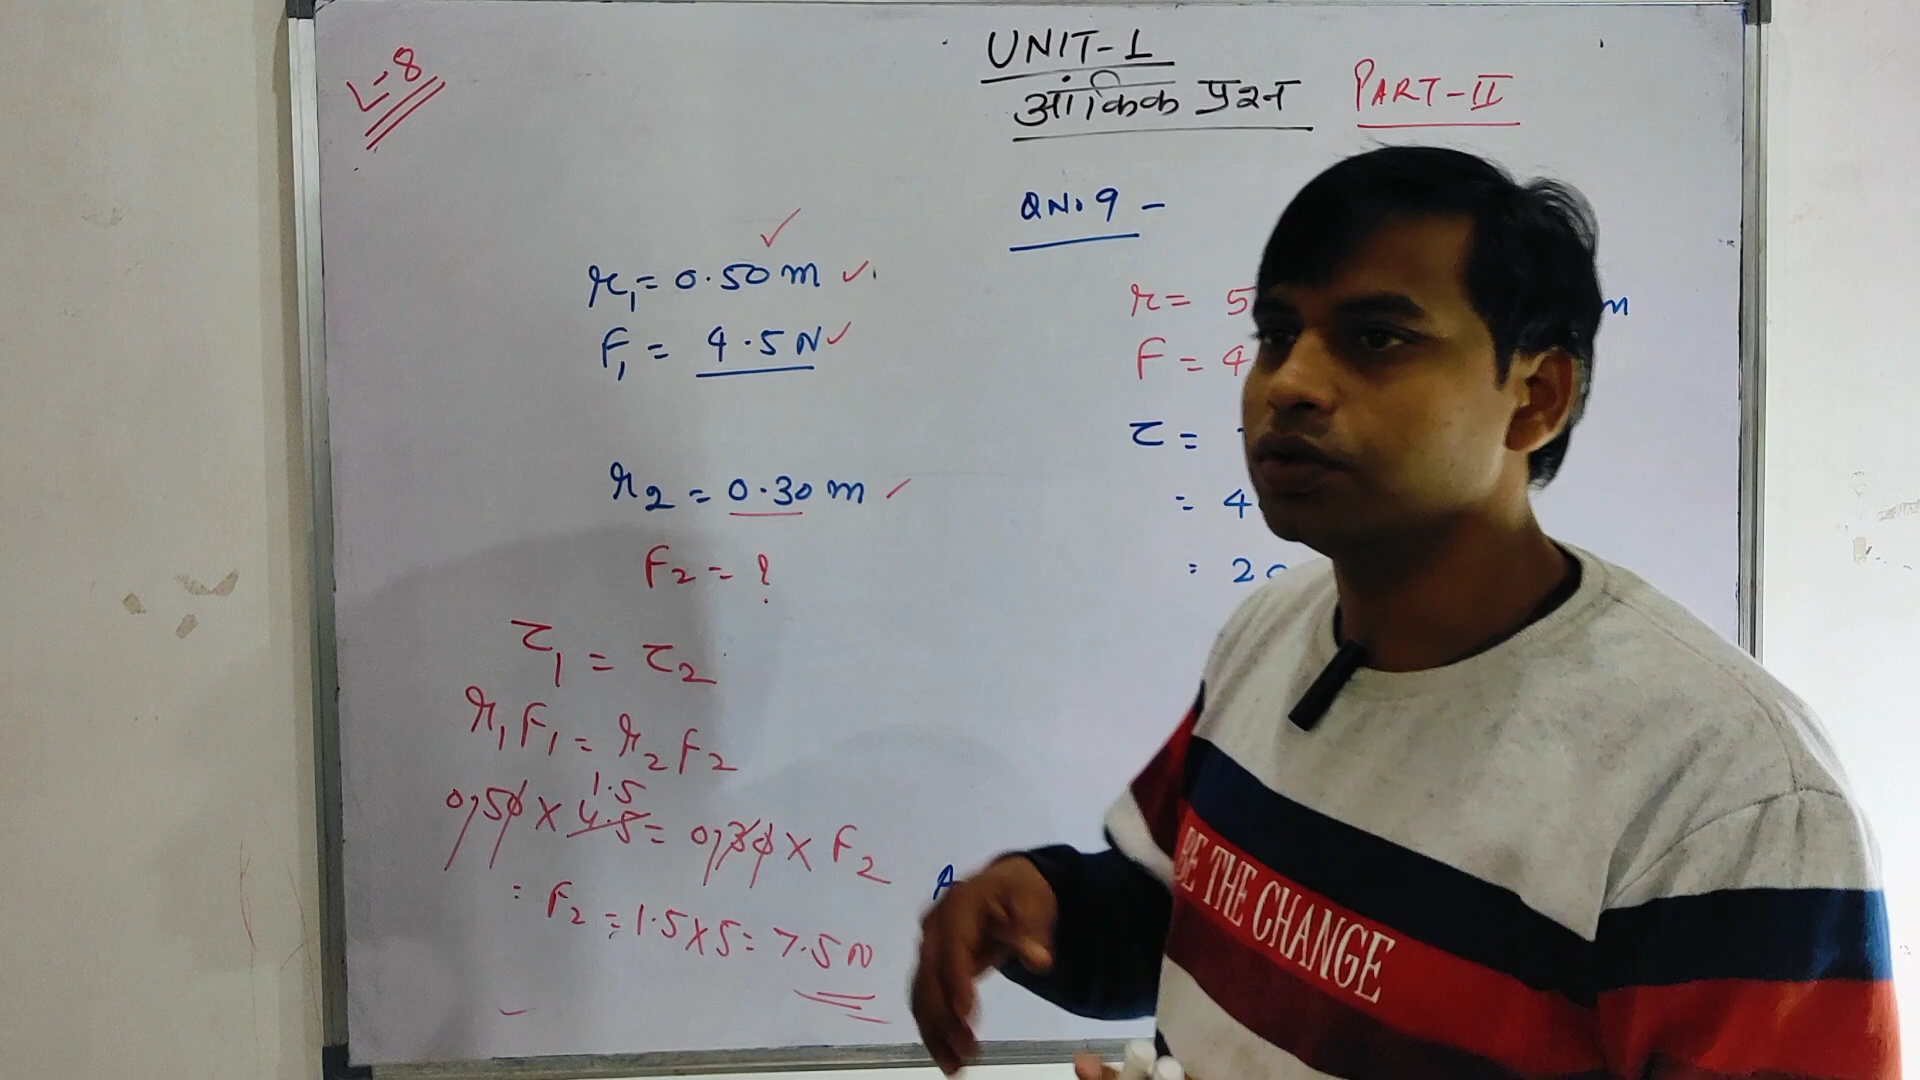 L-8
UNIT-1
आंकिक प्रश्न PART-II
r₁ = 0.50 m
F₁ = 4.5 N
r₂ = 0.30 m
F₂ = ?
τ₁ = τ₂
r₁F₁ = r₂F₂
1.5
0.50 × 4.5 = 0.30 × F₂
: F₂ = 1.5 × 5 = 7.5 N
QN.9 -
r = 5
F = 4
τ =
= 4
= 20
BE THE CHANGE